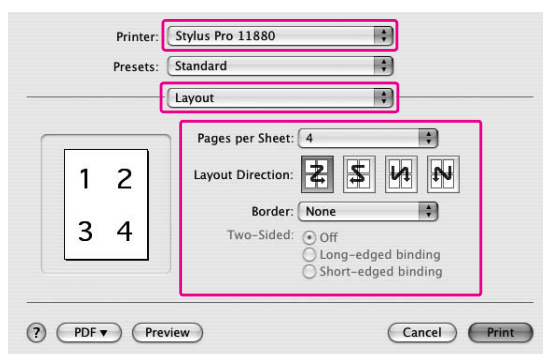 Printer: Stylus Pro 11880
Presets: Standard
Layout
Pages per Sheet: 4
Layout Direction:
Border: None
Two-Sided: Off
Long-edged binding
Short-edged binding
1 2
3 4
? PDF▼ Preview Cancel Print